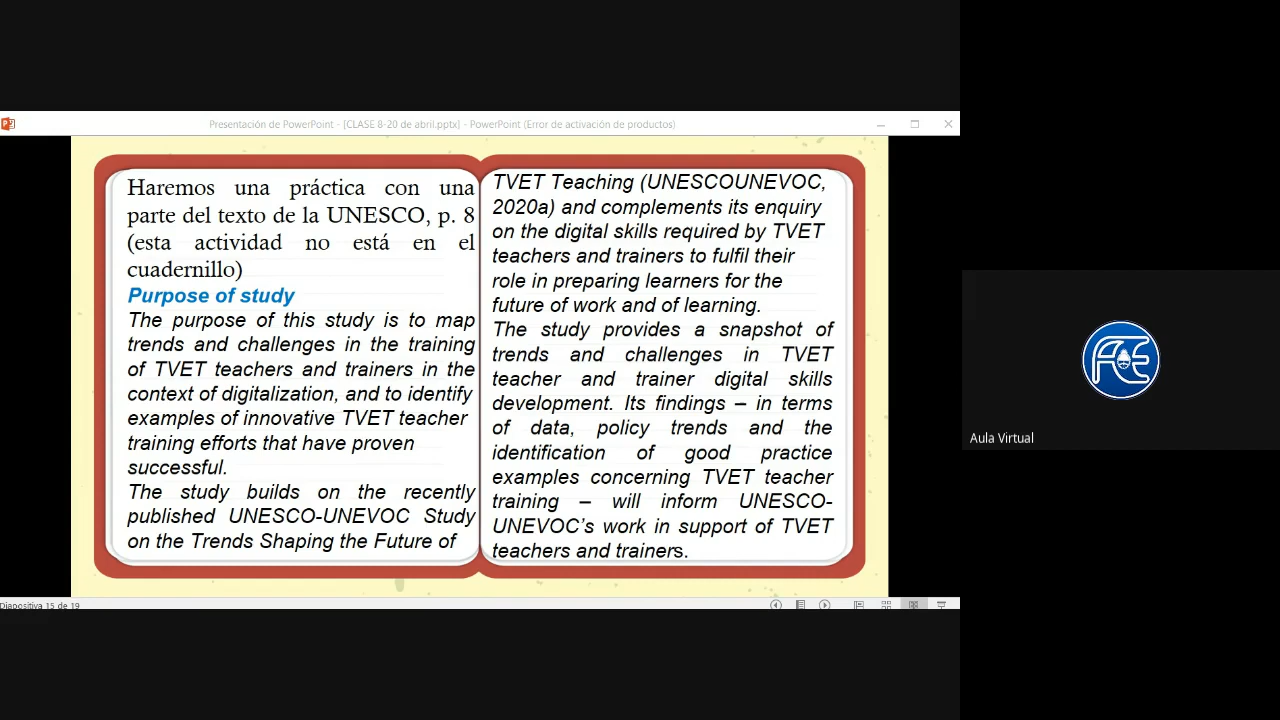 Presentación de PowerPoint - [CLASE 8-20 de abril.pptx] - PowerPoint (Error de activación de productos)
Haremos una práctica con una
parte del texto de la UNESCO, p. 8
(esta actividad no está en el
cuadernillo)
Purpose of study
The purpose of this study is to map
trends and challenges in the training
of TVET teachers and trainers in the
context of digitalization, and to identify
examples of innovative TVET teacher
training efforts that have proven
successful.
The study builds on the recently
published UNESCO-UNEVOC Study
on the Trends Shaping the Future of
TVET Teaching (UNESCOUNEVOC,
2020a) and complements its enquiry
on the digital skills required by TVET
teachers and trainers to fulfil their
role in preparing learners for the
future of work and of learning.
The study provides a snapshot of
trends and challenges in TVET
teacher and trainer digital skills
development. Its findings – in terms
of data, policy trends and the
identification of good practice
examples concerning TVET teacher
training – will inform UNESCO-
UNEVOC's work in support of TVET
teachers and trainers.
Diapositiva 15 de 19
Aula Virtual